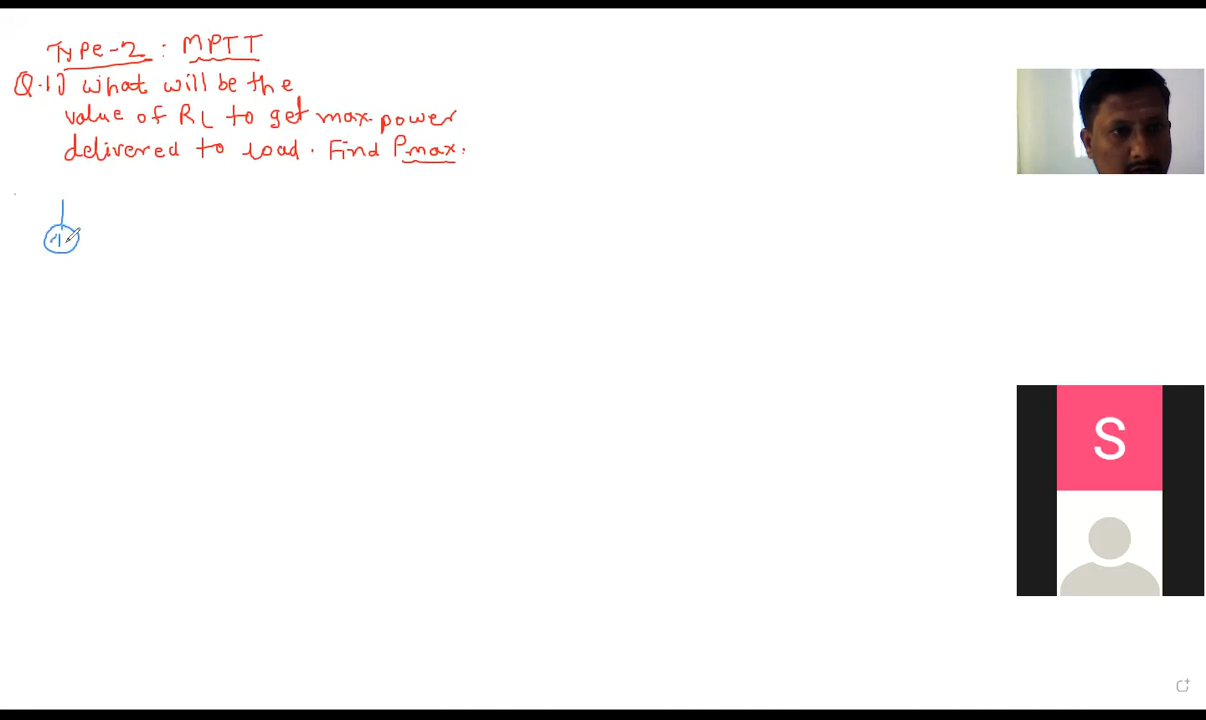 Type-2 : MPTT
Q.1] What will be the
value of RL to get max. power
delivered to load. Find Pmax.
S